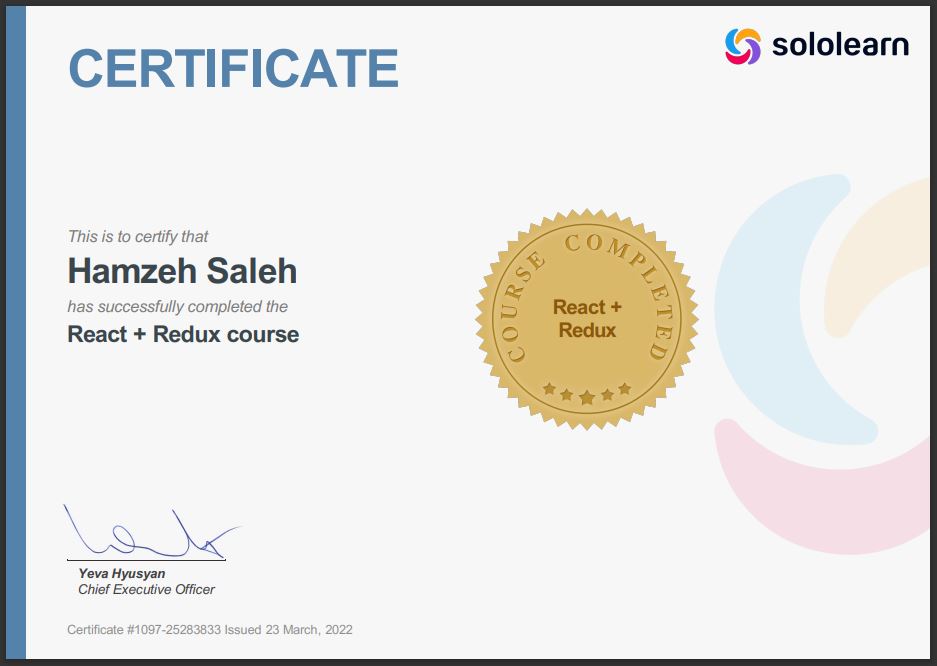 CERTIFICATE
sololearn
This is to certify that
Hamzeh Saleh
has successfully completed the
React + Redux course
COURSE COMPLETED
React +
Redux
Yeva Hyusyan
Chief Executive Officer
Certificate #1097-25283833 Issued 23 March, 2022